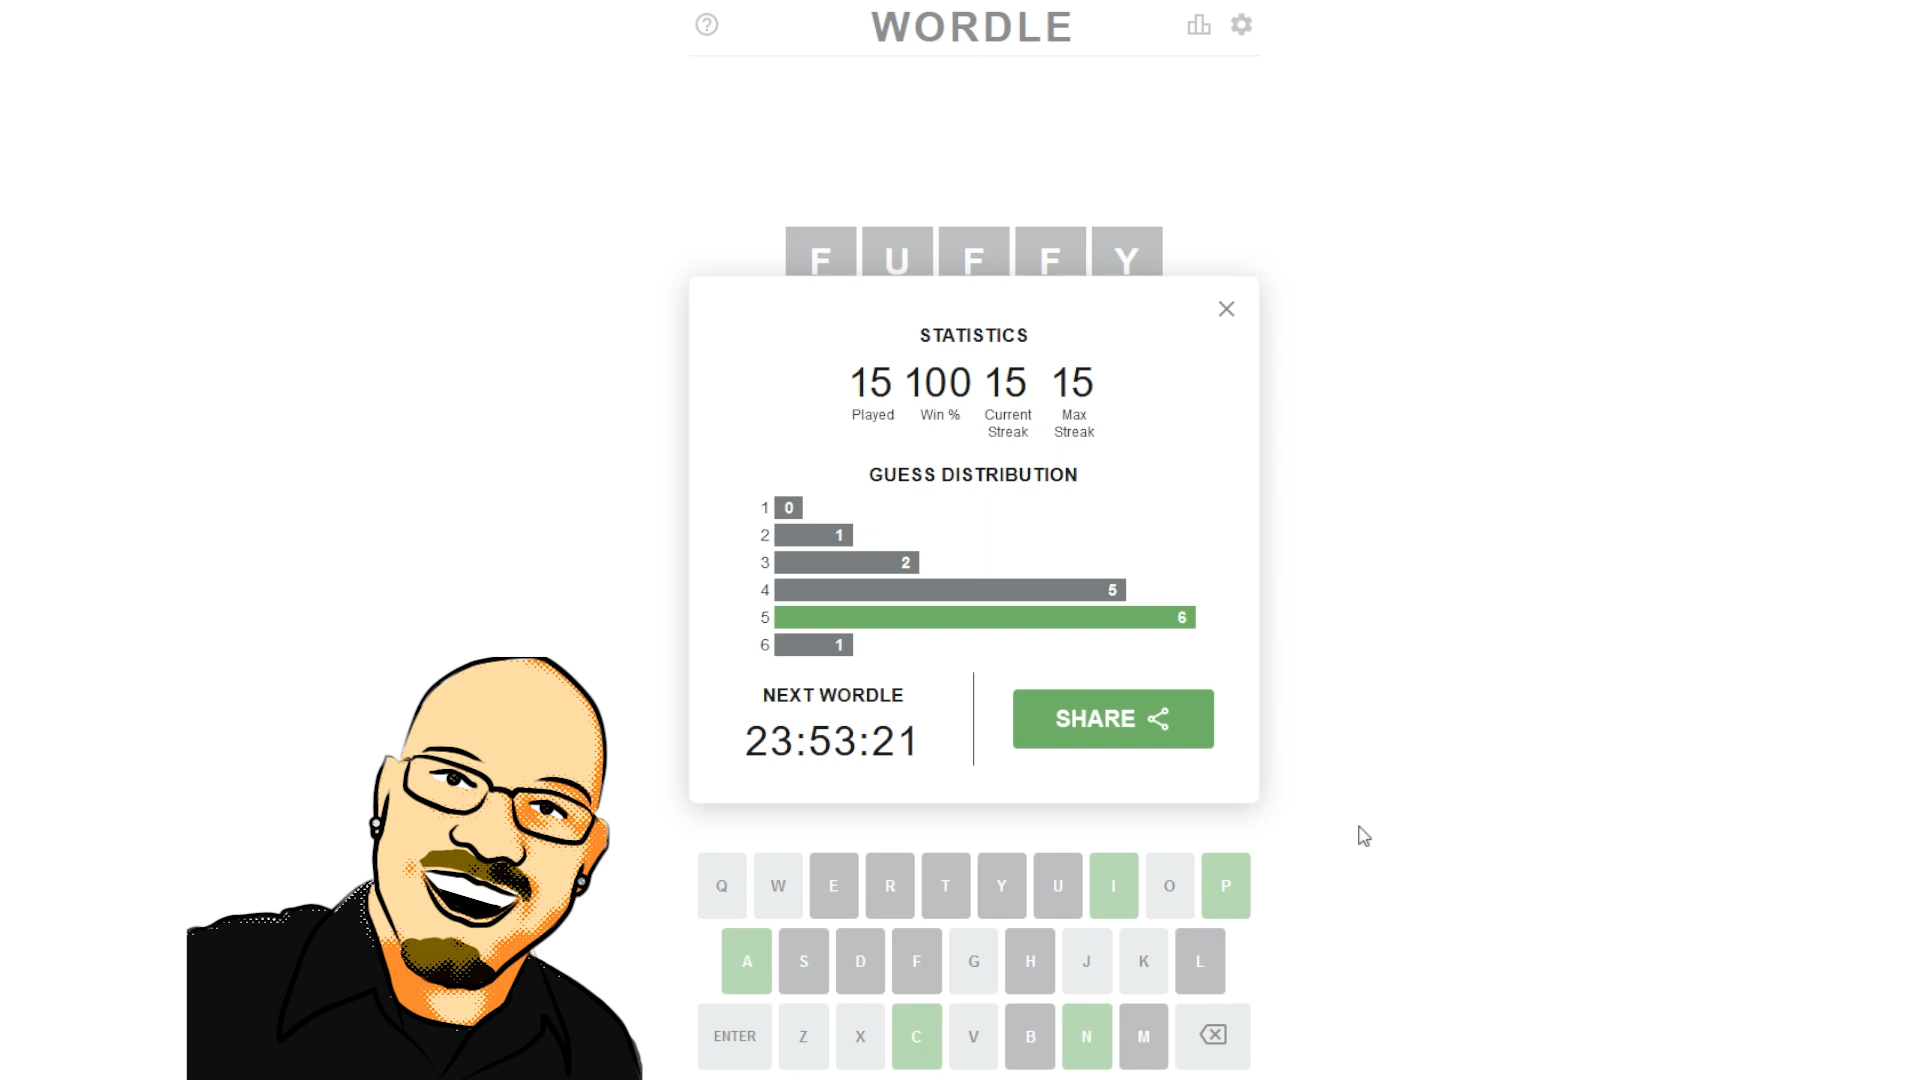 WORDLE
F U F F Y
STATISTICS
15 100 15 15
Played Win % Current Streak Max Streak
GUESS DISTRIBUTION
1 0
2 1
3 2
4 5
5 6
6 1
NEXT WORDLE
23:53:21
SHARE
Q W E R T Y U I O P
A S D F G H J K L
ENTER Z X C V B N M